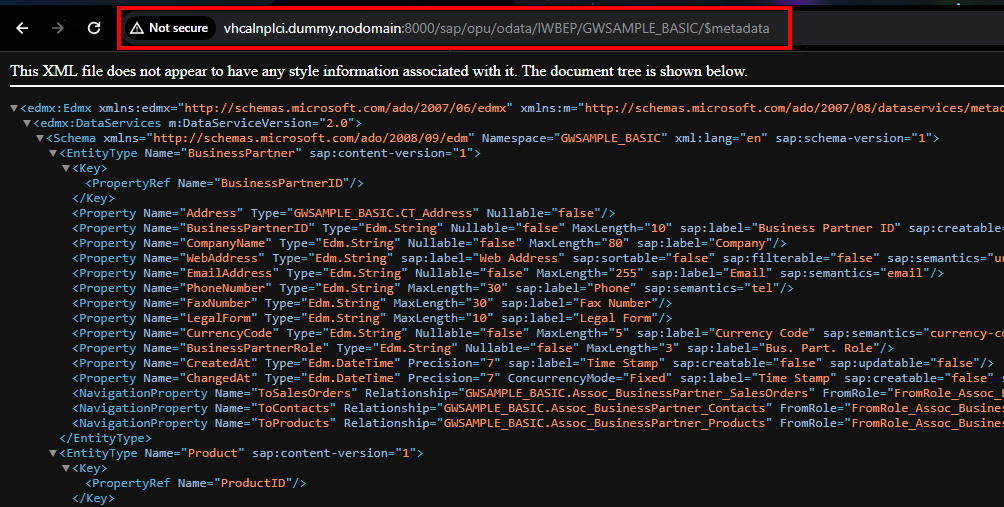 Not secure vhcalnplci.dummy.nodomain:8000/sap/opu/odata/IWBEP/GWSAMPLE_BASIC/$metadata
This XML file does not appear to have any style information associated with it. The document tree is shown below.
▼<edmx:Edmx xmlns:edmx="http://schemas.microsoft.com/ado/2007/06/edmx" xmlns:m="http://schemas.microsoft.com/ado/2007/08/dataservices/metad
▼<edmx:DataServices m:DataServiceVersion="2.0">
▼<Schema xmlns="http://schemas.microsoft.com/ado/2008/09/edm" Namespace="GWSAMPLE_BASIC" xml:lang="en" sap:schema-version="1">
▼<EntityType Name="BusinessPartner" sap:content-version="1">
▼<Key>
<PropertyRef Name="BusinessPartnerID"/>
</Key>
<Property Name="Address" Type="GWSAMPLE_BASIC.CT_Address" Nullable="false"/>
<Property Name="BusinessPartnerID" Type="Edm.String" Nullable="false" MaxLength="10" sap:label="Business Partner ID" sap:creatable=
<Property Name="CompanyName" Type="Edm.String" Nullable="false" MaxLength="80" sap:label="Company"/>
<Property Name="WebAddress" Type="Edm.String" sap:label="Web Address" sap:sortable="false" sap:filterable="false" sap:semantics="ur
<Property Name="EmailAddress" Type="Edm.String" Nullable="false" MaxLength="255" sap:label="Email" sap:semantics="email"/>
<Property Name="PhoneNumber" Type="Edm.String" MaxLength="30" sap:label="Phone" sap:semantics="tel"/>
<Property Name="FaxNumber" Type="Edm.String" MaxLength="30" sap:label="Fax Number"/>
<Property Name="LegalForm" Type="Edm.String" MaxLength="10" sap:label="Legal Form"/>
<Property Name="CurrencyCode" Type="Edm.String" Nullable="false" MaxLength="5" sap:label="Currency Code" sap:semantics="currency-co
<Property Name="BusinessPartnerRole" Type="Edm.String" Nullable="false" MaxLength="3" sap:label="Bus. Part. Role"/>
<Property Name="CreatedAt" Type="Edm.DateTime" Precision="7" sap:label="Time Stamp" sap:creatable="false" sap:updatable="false"/>
<Property Name="ChangedAt" Type="Edm.DateTime" Precision="7" ConcurrencyMode="Fixed" sap:label="Time Stamp" sap:creatable="false" s
<NavigationProperty Name="ToSalesOrders" Relationship="GWSAMPLE_BASIC.Assoc_BusinessPartner_SalesOrders" FromRole="FromRole_Assoc_B
<NavigationProperty Name="ToContacts" Relationship="GWSAMPLE_BASIC.Assoc_BusinessPartner_Contacts" FromRole="FromRole_Assoc_Busines
<NavigationProperty Name="ToProducts" Relationship="GWSAMPLE_BASIC.Assoc_BusinessPartner_Products" FromRole="FromRole_Assoc_Busines
</EntityType>
▼<EntityType Name="Product" sap:content-version="1">
▼<Key>
<PropertyRef Name="ProductID"/>
</Key>